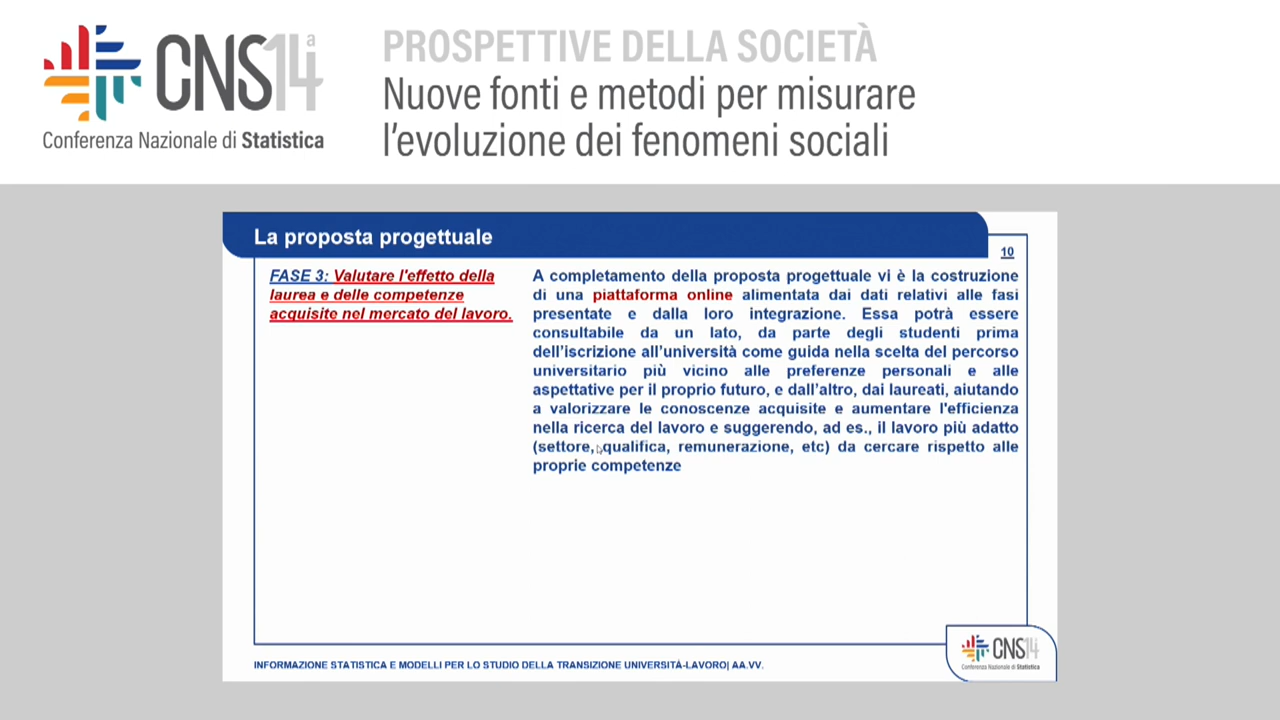 CNS14ª
Conferenza Nazionale di Statistica
PROSPETTIVE DELLA SOCIETÀ
Nuove fonti e metodi per misurare
l'evoluzione dei fenomeni sociali
La proposta progettuale
10
FASE 3: Valutare l'effetto della
laurea e delle competenze
acquisite nel mercato del lavoro.
A completamento della proposta progettuale vi è la costruzione
di una piattaforma online alimentata dai dati relativi alle fasi
presentate e dalla loro integrazione. Essa potrà essere
consultabile da un lato, da parte degli studenti prima
dell'iscrizione all'università come guida nella scelta del percorso
universitario più vicino alle preferenze personali e alle
aspettative per il proprio futuro, e dall'altro, dai laureati, aiutando
a valorizzare le conoscenze acquisite e aumentare l'efficienza
nella ricerca del lavoro e suggerendo, ad es., il lavoro più adatto
(settore, qualifica, remunerazione, etc) da cercare rispetto alle
proprie competenze
INFORMAZIONE STATISTICA E MODELLI PER LO STUDIO DELLA TRANSIZIONE UNIVERSITÀ-LAVORO| AA.VV.
CNS14
Conferenza Nazionale di Statistica